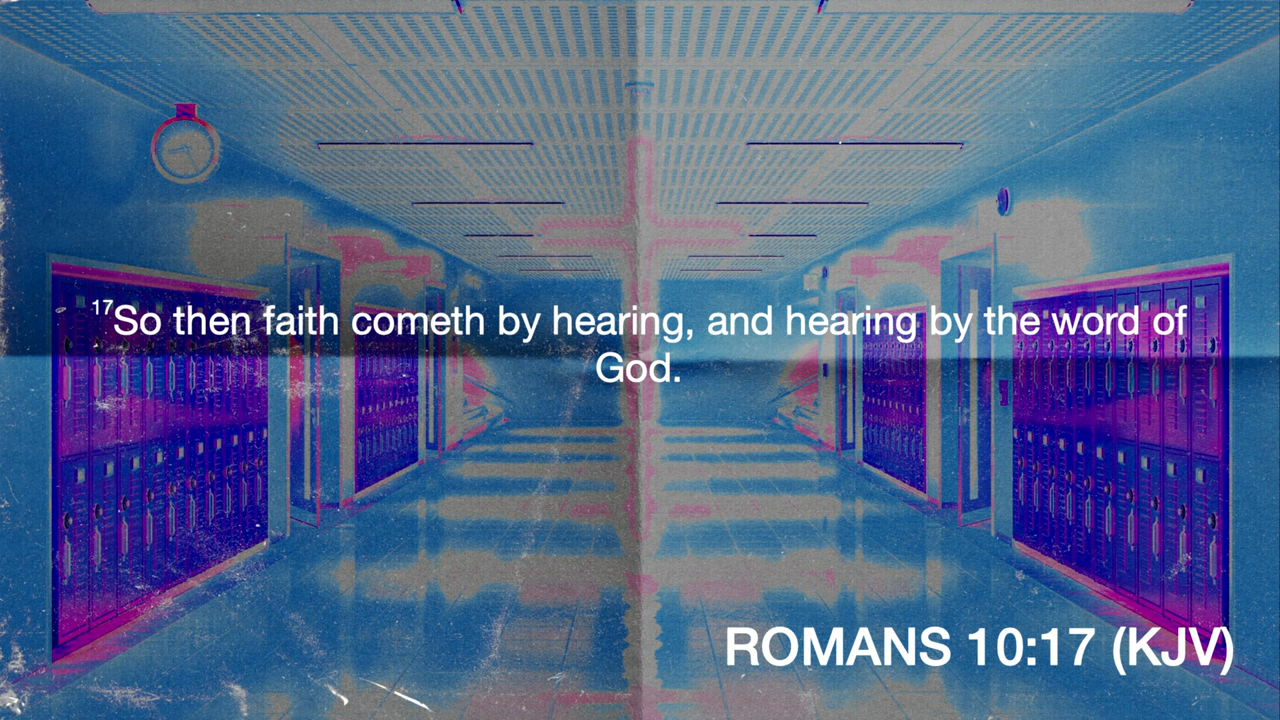 17So then faith cometh by hearing, and hearing by the word of
God.
ROMANS 10:17 (KJV)